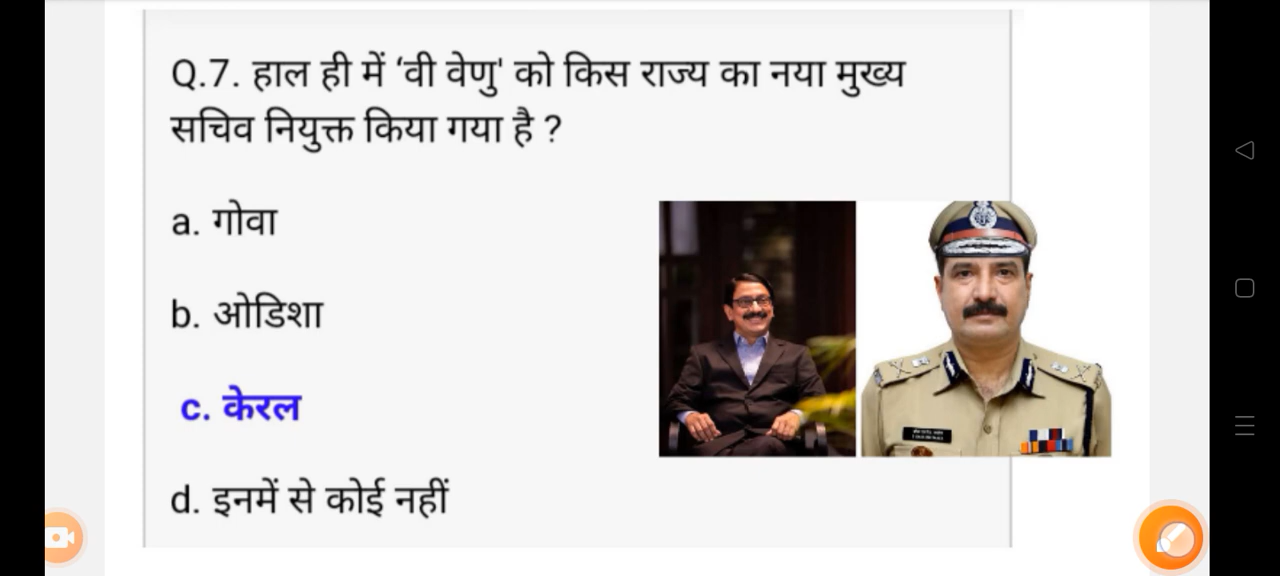 Q.7. हाल ही में ‘वी वेणु' को किस राज्य का नया मुख्य
सचिव नियुक्त किया गया है ?
a. गोवा
b. ओडिशा
c. केरल
d. इनमें से कोई नहीं